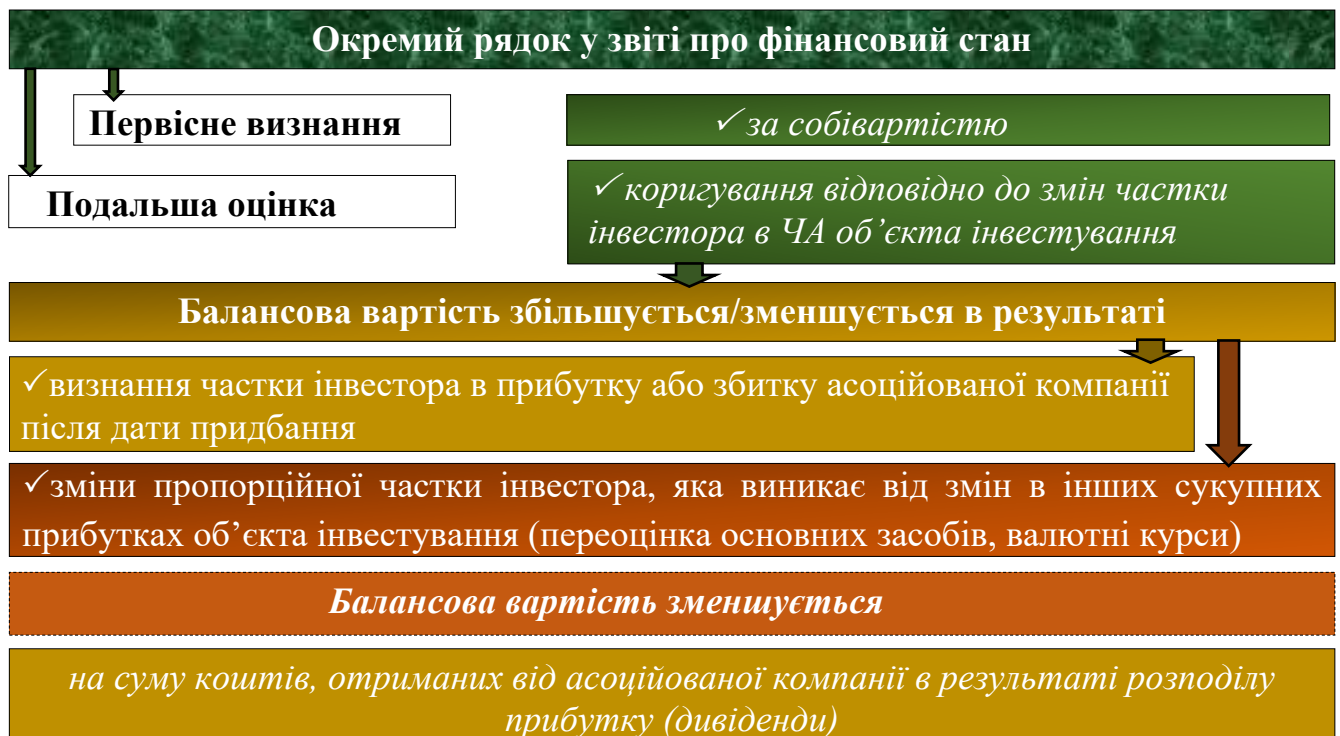 Окремий рядок у звіті про фінансовий стан
Первісне визнання
✓ за собівартістю
Подальша оцінка
✓ коригування відповідно до змін частки
інвестора в ЧА об’єкта інвестування
Балансова вартість збільшується/зменшується в результаті
✓визнання частки інвестора в прибутку або збитку асоційованої компанії
після дати придбання
✓зміни пропорційної частки інвестора, яка виникає від змін в інших сукупних
прибутках об’єкта інвестування (переоцінка основних засобів, валютні курси)
Балансова вартість зменшується
на суму коштів, отриманих від асоційованої компанії в результаті розподілу
прибутку (дивіденди)